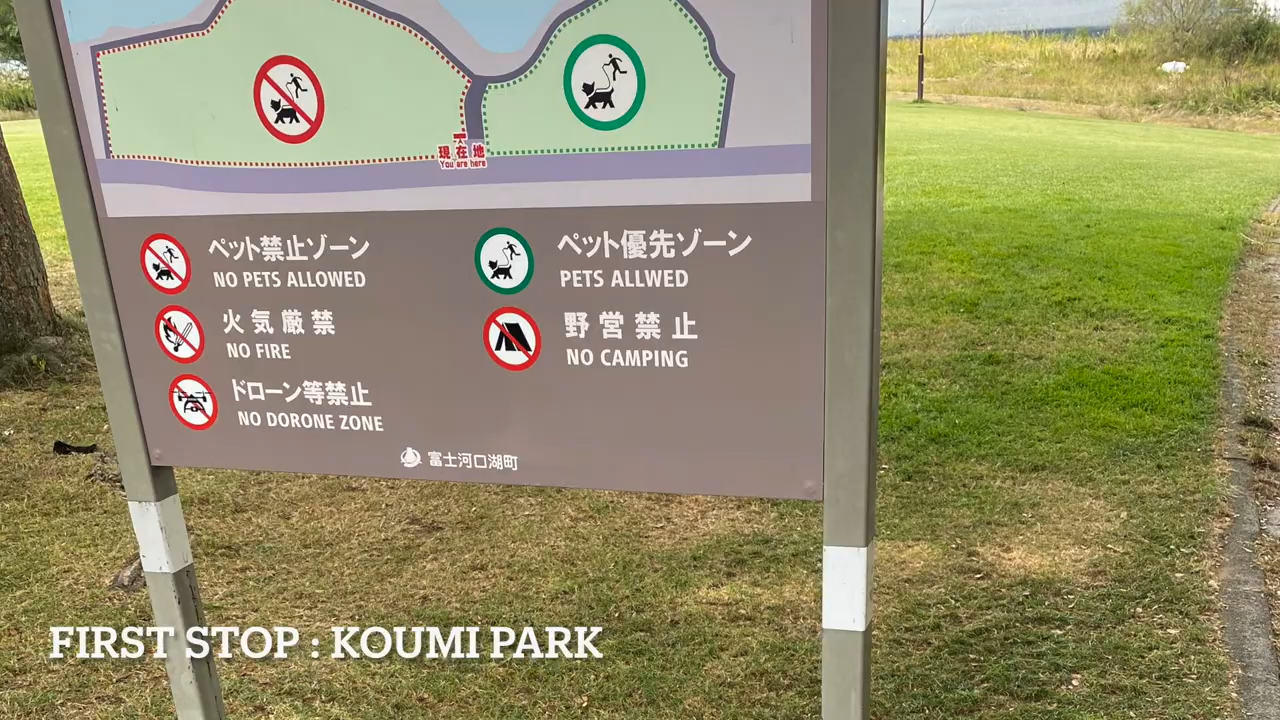 現在地
You are here
ペット禁止ゾーン
NO PETS ALLOWED
ペット優先ゾーン
PETS ALLWED
火気厳禁
NO FIRE
野営禁止
NO CAMPING
ドローン等禁止
NO DORONE ZONE
富士河口湖町
FIRST STOP : KOUMI PARK